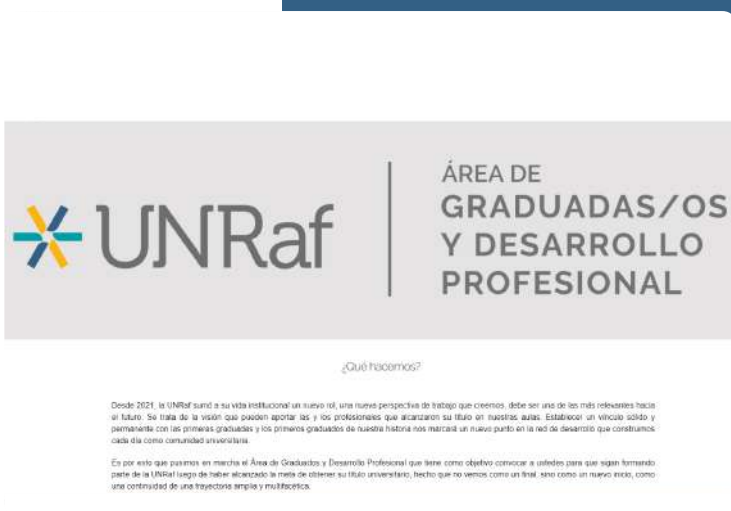 UNRaf
ÁREA DE
GRADUADAS/OS
Y DESARROLLO
PROFESIONAL
¿Qué hacemos?
Desde 2021, la UNRaf sumó a su vida institucional un nuevo rol, una nueva perspectiva de trabajo que creemos, debe ser una de las más relevantes hacia
el futuro. Se trata de la visión que pueden aportar las y los profesionales que alcanzaron su título en nuestras aulas. Establecer un vínculo sólido y
permanente con las primeras graduadas y los primeros graduados de nuestra historia nos marcará un nuevo punto en la red de desarrollo que construimos
cada día como comunidad universitaria.
Es por esto que pusimos en marcha el Área de Graduados y Desarrollo Profesional que tiene como objetivo convocar a ustedes para que sigan formando
parte de la UNRaf luego de haber alcanzado la meta de obtener su título universitario, hecho que no vemos como un final, sino como un nuevo inicio, como
una continuidad de una trayectoria amplia y multifacética.